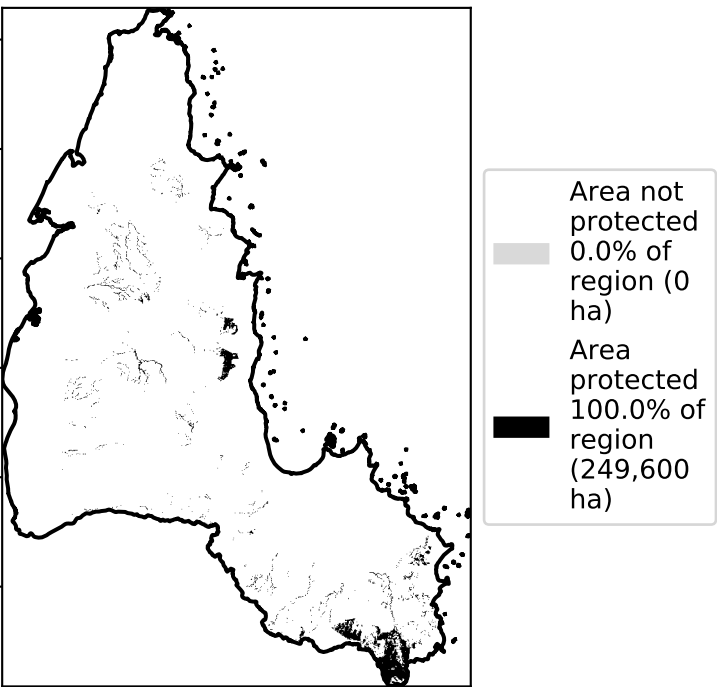 Area not
protected
0.0% of
region (0
ha)
Area
protected
100.0% of
region
(249,600
ha)